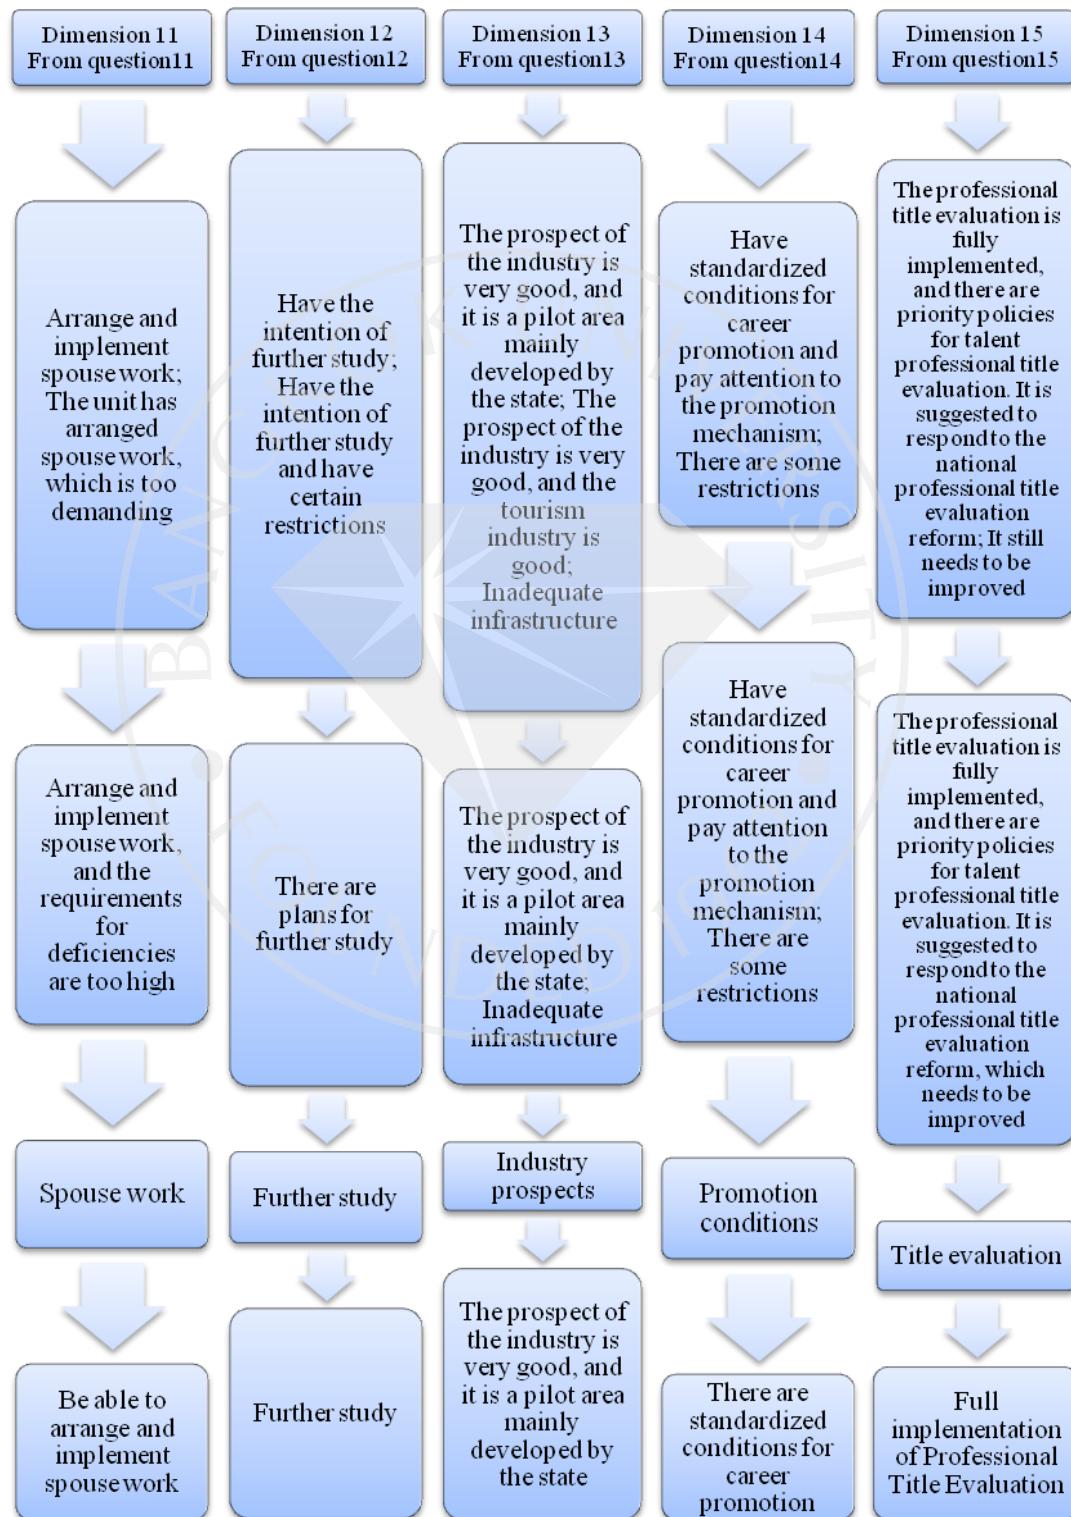 Dimension 11
From question11
Arrange and
implement
spouse work;
The unit has
arranged
spouse work,
which is too
demanding
Arrange and
implement
spouse work,
and the
requirements
for
deficiencies
are too high
Spouse work
Be able to
arrange and
implement
spouse work
Dimension 12
From question12
Have the
intention of
further study;
Have the
intention of
further study
and have
certain
restrictions
There are
plans for
further study
Further study
Further study
Dimension 13
From question13
The prospect of
the industry is
very good, and
it is a pilot area
mainly
developed by
the state; The
prospect of the
industry is very
good, and the
tourism
industry is
good;
Inadequate
infrastructure
The prospect of
the industry is
very good, and
it is a pilot area
mainly
developed by
the state;
Inadequate
infrastructure
Industry
prospects
The prospect of
the industry is
very good, and
it is a pilot area
mainly
developed by
the state
Dimension 14
From question14
Have
standardized
conditions for
career
promotion and
pay attention to
the promotion
mechanism;
There are some
restrictions
Have
standardized
conditions for
career
promotion and
pay attention
to the
promotion
mechanism;
There are
some
restrictions
Promotion
conditions
There are
standardized
conditions for
career
promotion
Dimension 15
From question15
The professional
title evaluation is
fully
implemented,
and there are
priority policies
for talent
professional title
evaluation. It is
suggested to
respond to the
national
professional title
evaluation
reform; It still
needs to be
improved
The professional
title evaluation is
fully
implemented,
and there are
priority policies
for talent
professional title
evaluation. It is
suggested to
respond to the
national
professional title
evaluation
reform, which
needs to be
improved
Title evaluation
Full
implementation
of Professional
Title Evaluation
BANGKOK UNIVERSITY